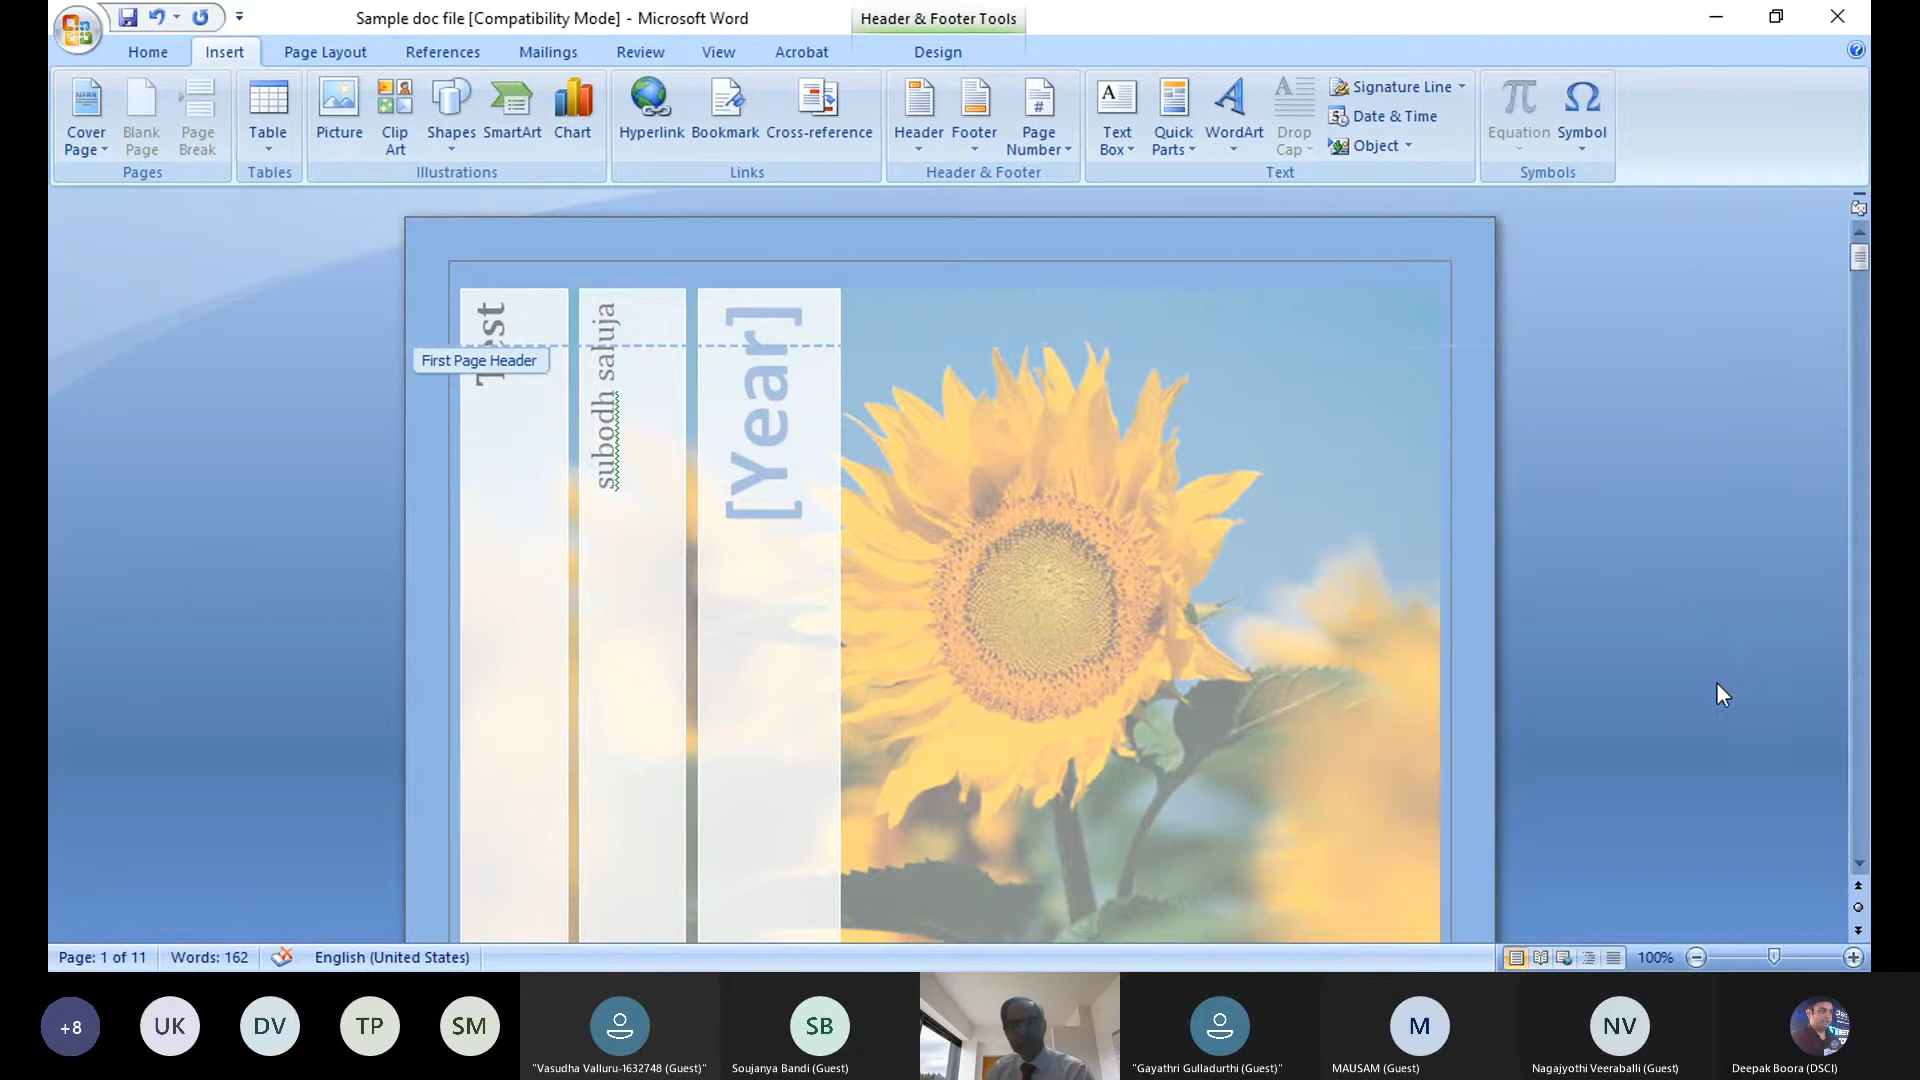 Sample doc file [Compatibility Mode] - Microsoft Word
Header & Footer Tools
Home Insert Page Layout References Mailings Review View Acrobat Design
Cover Page
Blank Page
Page Break
Pages
Table
Tables
Picture
Clip Art
Shapes
SmartArt
Chart
Illustrations
Hyperlink
Bookmark
Cross-reference
Links
Header
Footer
Page Number
Header & Footer
Text Box
Quick Parts
WordArt
Drop Cap
Signature Line
Date & Time
Object
Text
Equation
Symbol
Symbols
First Page Header
subodh saluja
[Year]
Page: 1 of 11 Words: 162 English (United States) 100%
+8
UK
DV
TP
SM
"Vasudha Valluru-1632748 (Guest)"
SB
Soujanya Bandi (Guest)
"Gayathri Gulladurthi (Guest)"
M
MAUSAM (Guest)
NV
Nagajyothi Veeraballi (Guest)
Deepak Boora (DSCI)